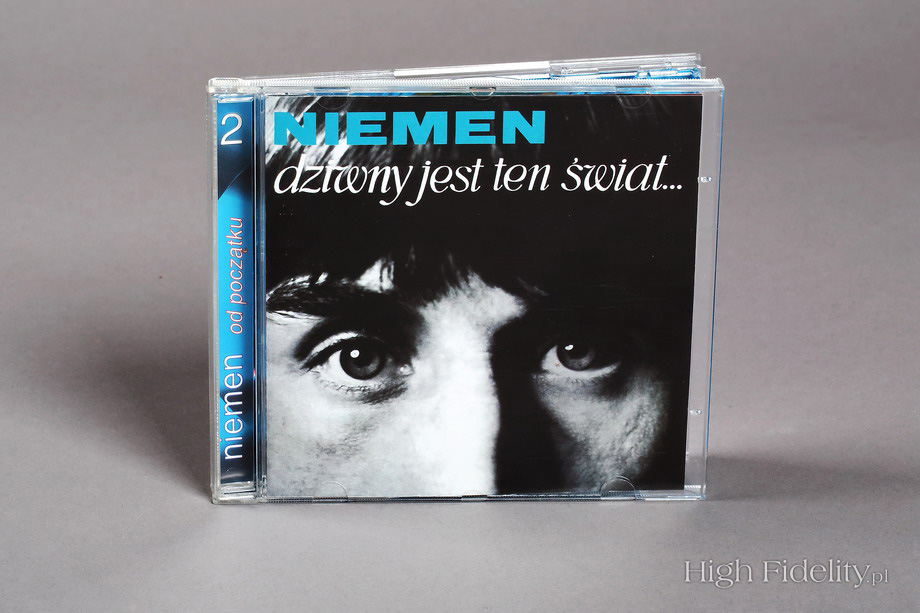 2
niemen od początku
NIEMEN
dziwny jest ten świat...
High Fidelity.pl